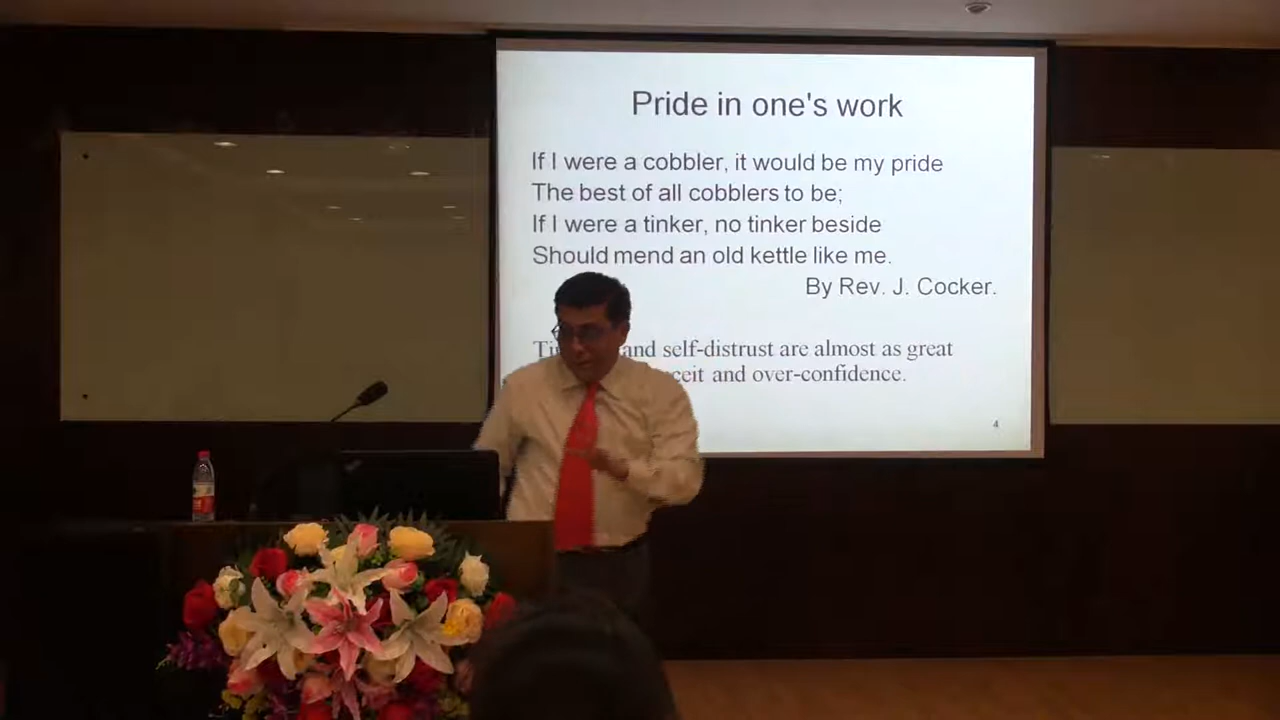 Pride in one's work
If I were a cobbler, it would be my pride
The best of all cobblers to be;
If I were a tinker, no tinker beside
Should mend an old kettle like me.
By Rev. J. Cocker.
and self-distrust are almost as great
and over-confidence.
4